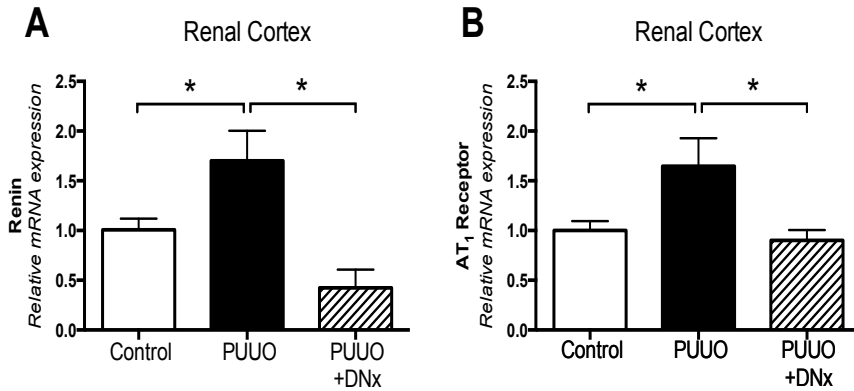 A
Renal Cortex
Renin
Relative mRNA expression
2.5
2.0
1.5
1.0
0.5
0.0
*
*
Control
PUUO
PUUO
+DNx
B
Renal Cortex
AT₁ Receptor
Relative mRNA expression
2.5
2.0
1.5
1.0
0.5
0.0
*
*
Control
PUUO
PUUO
+DNx